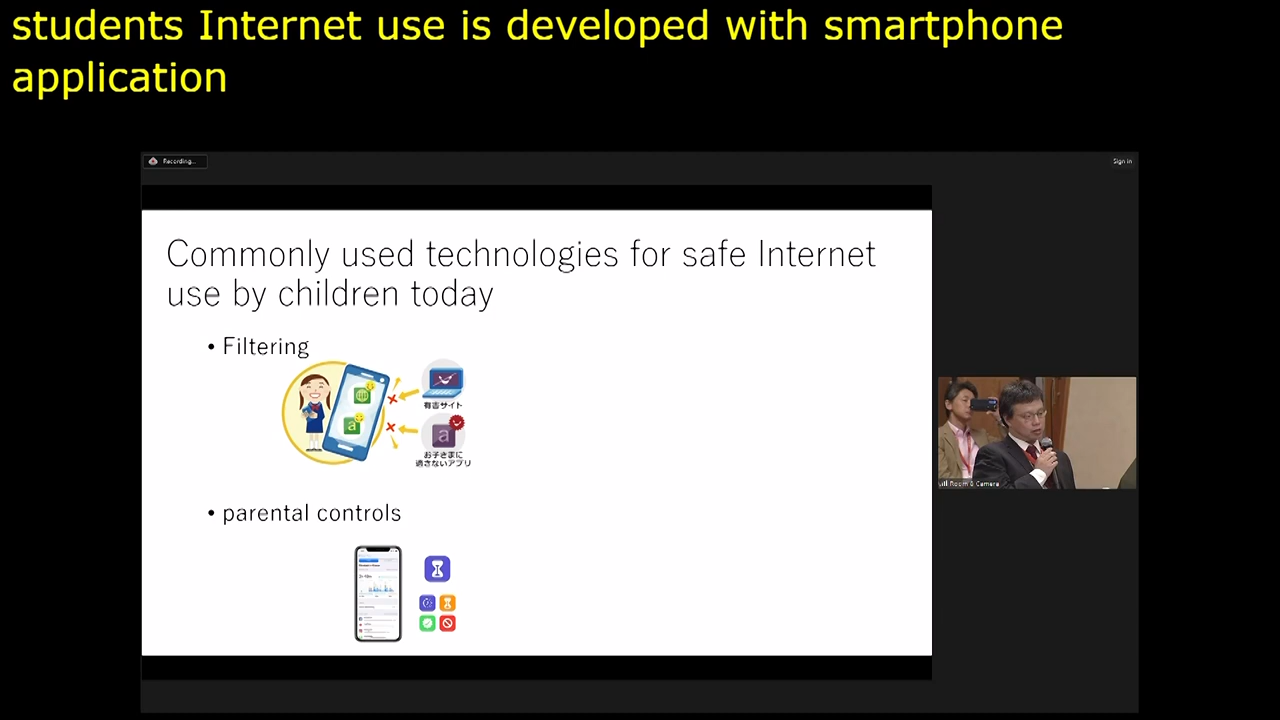 students Internet use is developed with smartphone
application
Recording...
Sign in
Commonly used technologies for safe Internet
use by children today
• Filtering
有害サイト
a
a
お子さまに
適さないアプリ
• parental controls
Room & Camera